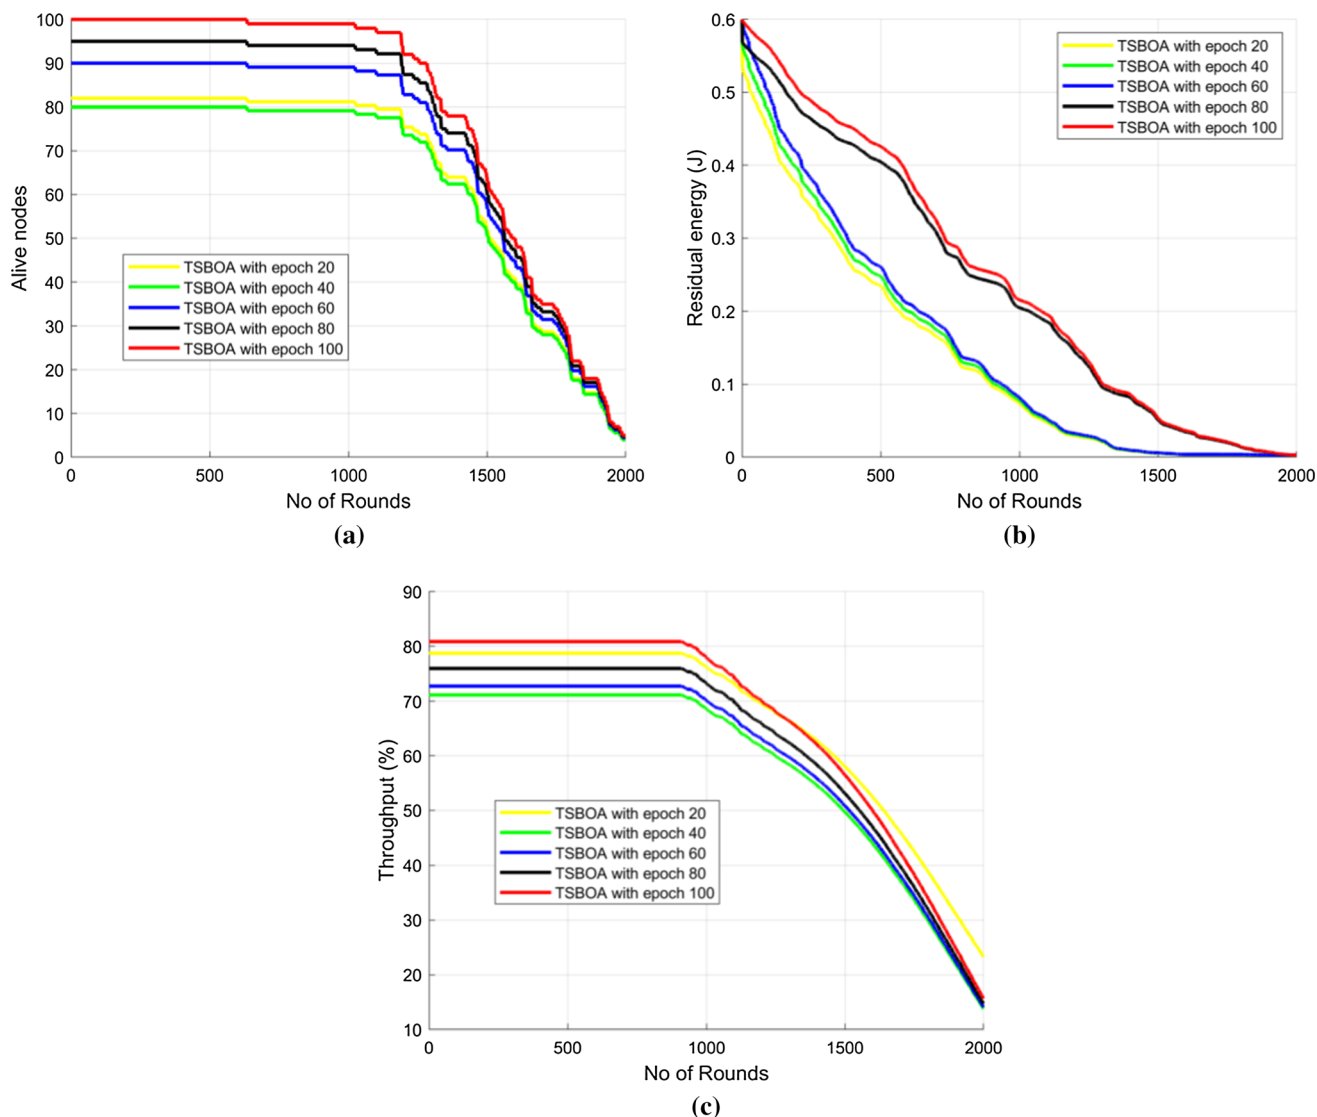 100
90
80
70
60
50
40
30
20
10
0
Alive nodes
TSBOA with epoch 20
TSBOA with epoch 40
TSBOA with epoch 60
TSBOA with epoch 80
TSBOA with epoch 100
0 500 1000 1500 2000
No of Rounds
(a)
0.6
0.5
0.4
0.3
0.2
0.1
0
Residual energy (J)
TSBOA with epoch 20
TSBOA with epoch 40
TSBOA with epoch 60
TSBOA with epoch 80
TSBOA with epoch 100
0 500 1000 1500 2000
No of Rounds
(b)
90
80
70
60
50
40
30
20
10
Throughput (%)
TSBOA with epoch 20
TSBOA with epoch 40
TSBOA with epoch 60
TSBOA with epoch 80
TSBOA with epoch 100
0 500 1000 1500 2000
No of Rounds
(c)